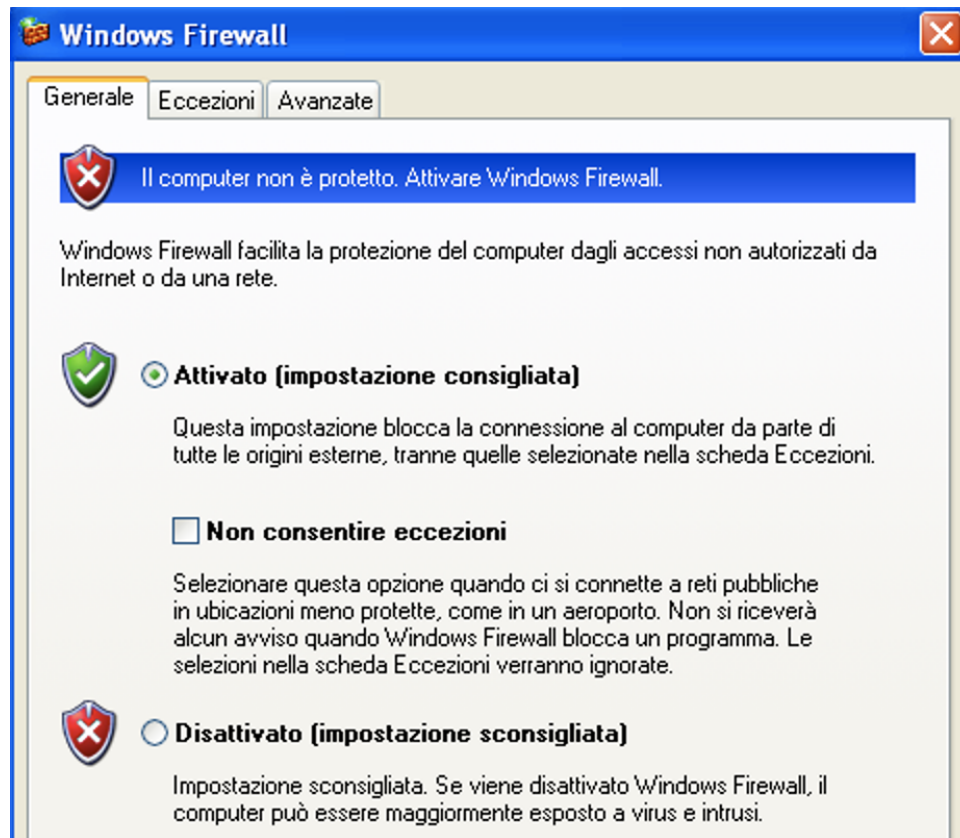 Windows Firewall
Generale Eccezioni Avanzate
Il computer non è protetto. Attivare Windows Firewall.
Windows Firewall facilita la protezione del computer dagli accessi non autorizzati da
Internet o da una rete.
Attivato (impostazione consigliata)
Questa impostazione blocca la connessione al computer da parte di
tutte le origini esterne, tranne quelle selezionate nella scheda Eccezioni.
Non consentire eccezioni
Selezionare questa opzione quando ci si connette a reti pubbliche
in ubicazioni meno protette, come in un aeroporto. Non si riceverà
alcun avviso quando Windows Firewall blocca un programma. Le
selezioni nella scheda Eccezioni verranno ignorate.
Disattivato (impostazione sconsigliata)
Impostazione sconsigliata. Se viene disattivato Windows Firewall, il
computer può essere maggiormente esposto a virus e intrusi.